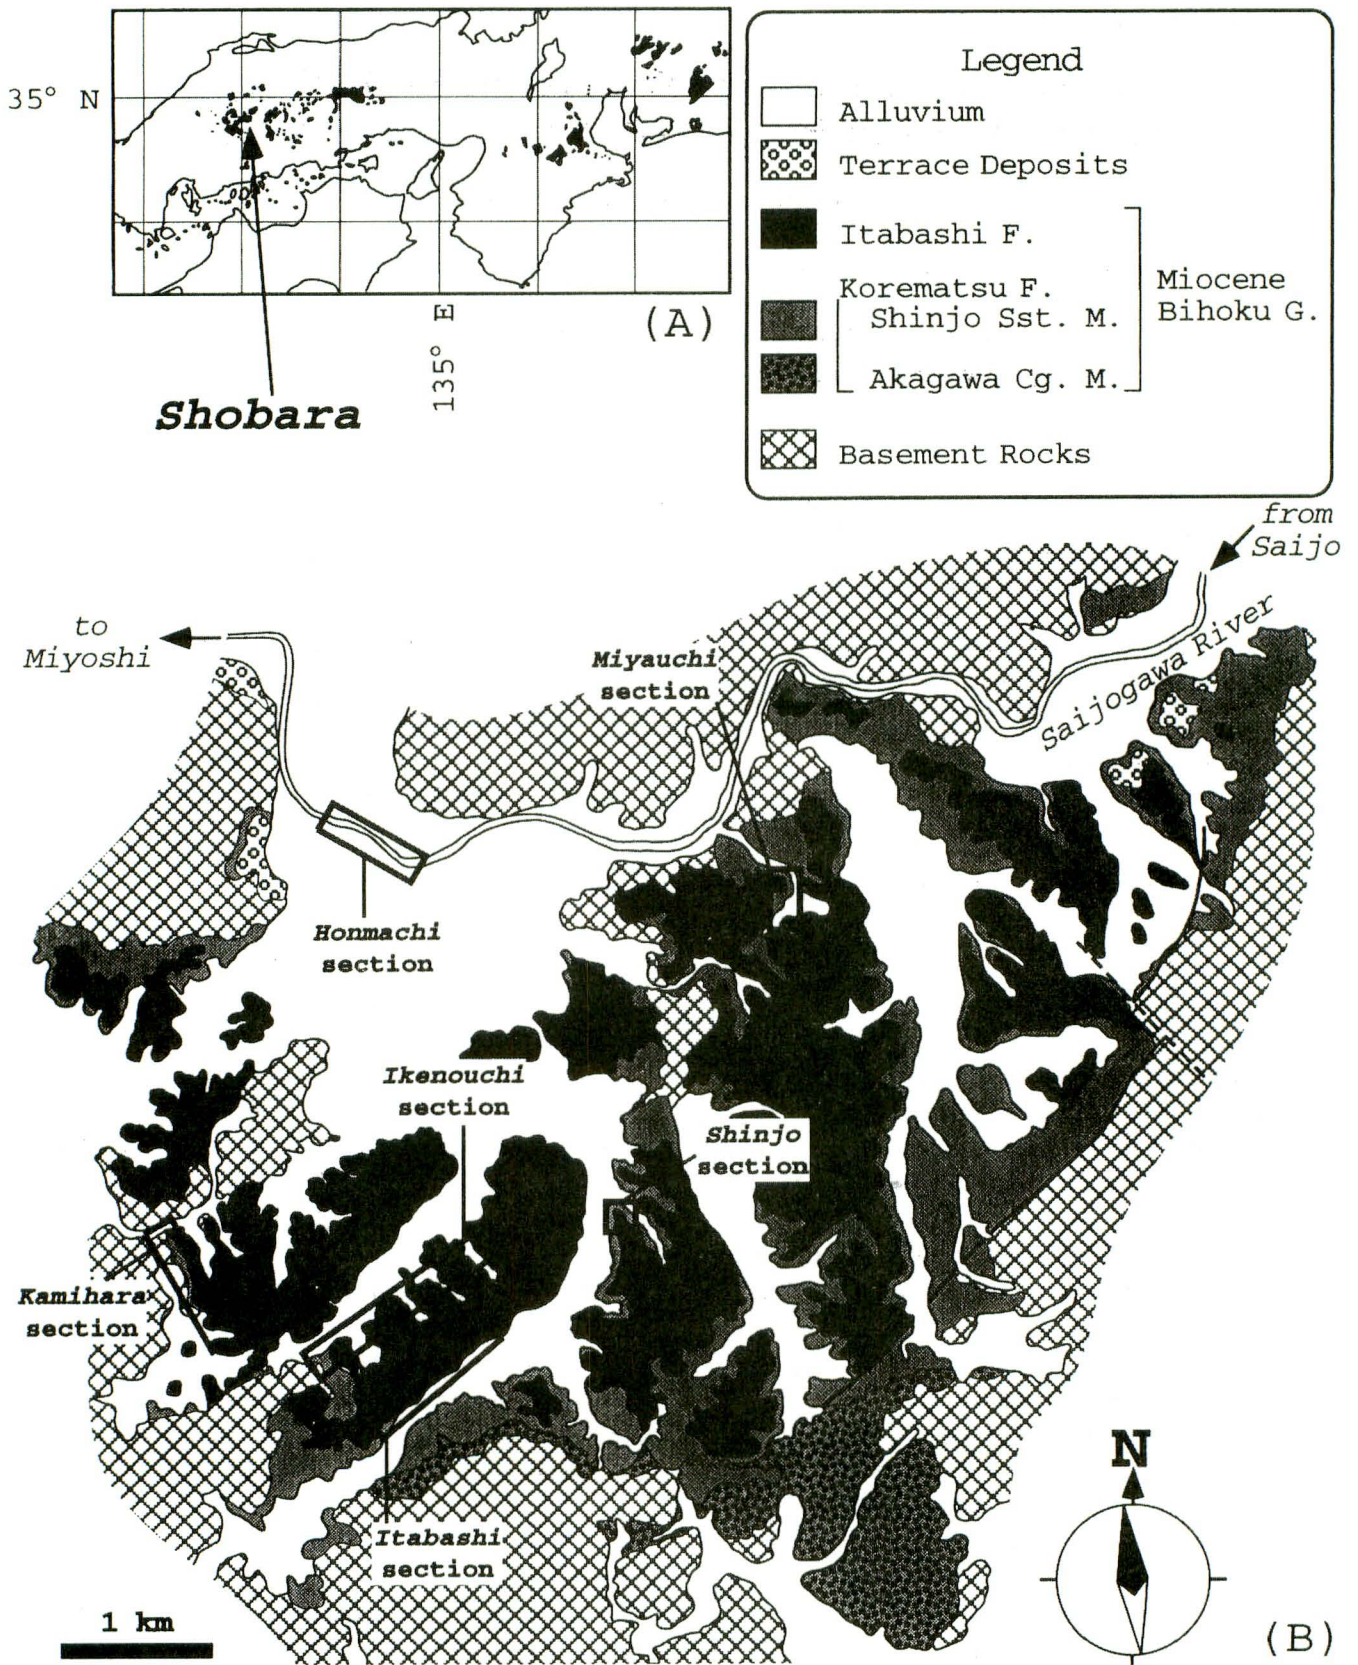 35° N
135° E
(A)
Shobara
Legend
Alluvium
Terrace Deposits
Itabashi F.
Korematsu F.
Shinjo Sst. M.
Akagawa Cg. M.
Miocene
Bihoku G.
Basement Rocks
from
Saijo
to
Miyoshi
Saijogawa River
Miyauchi
section
Honmachi
section
Ikenouchi
section
Shinjo
section
Kamihara
section
Itabashi
section
N
1 km
(B)